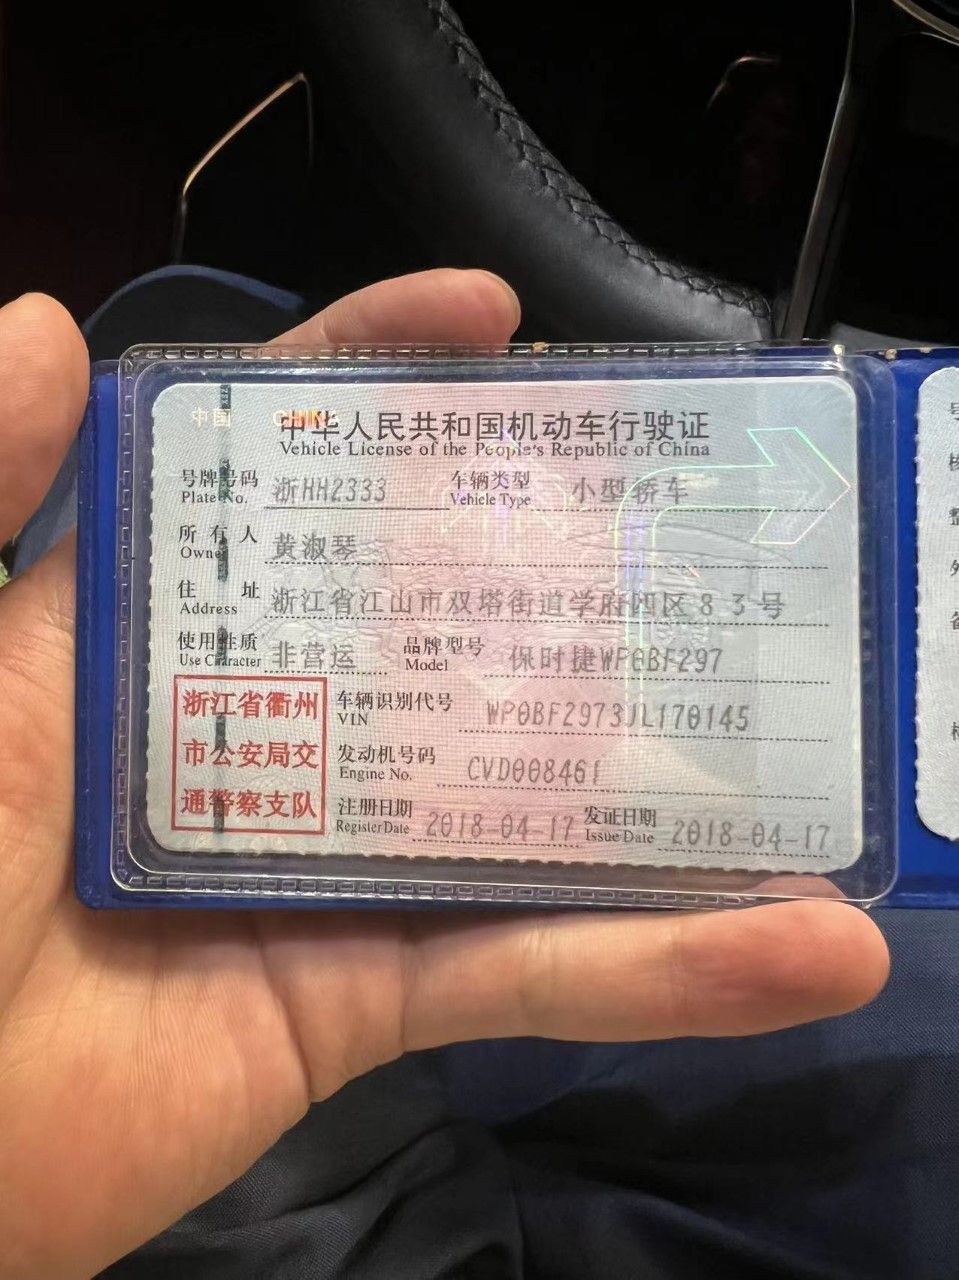 中国 CHINA
中华人民共和国机动车行驶证
Vehicle License of the People's Republic of China
号牌号码 浙HH2333 车辆类型 小型轿车
Plate No. Vehicle Type
所有人 黄淑琴
Owner
住址 浙江省江山市双塔街道学府四区83号
Address
使用性质 非营运 品牌型号 保时捷WP0BF297
Use Character Model
浙江省衢州
市公安局交
通警察支队
车辆识别代号 WP0BF2973JL170145
VIN
发动机号码 CVD008461
Engine No.
注册日期 2018-04-17 发证日期 2018-04-17
Register Date Issue Date
号
整
外
备